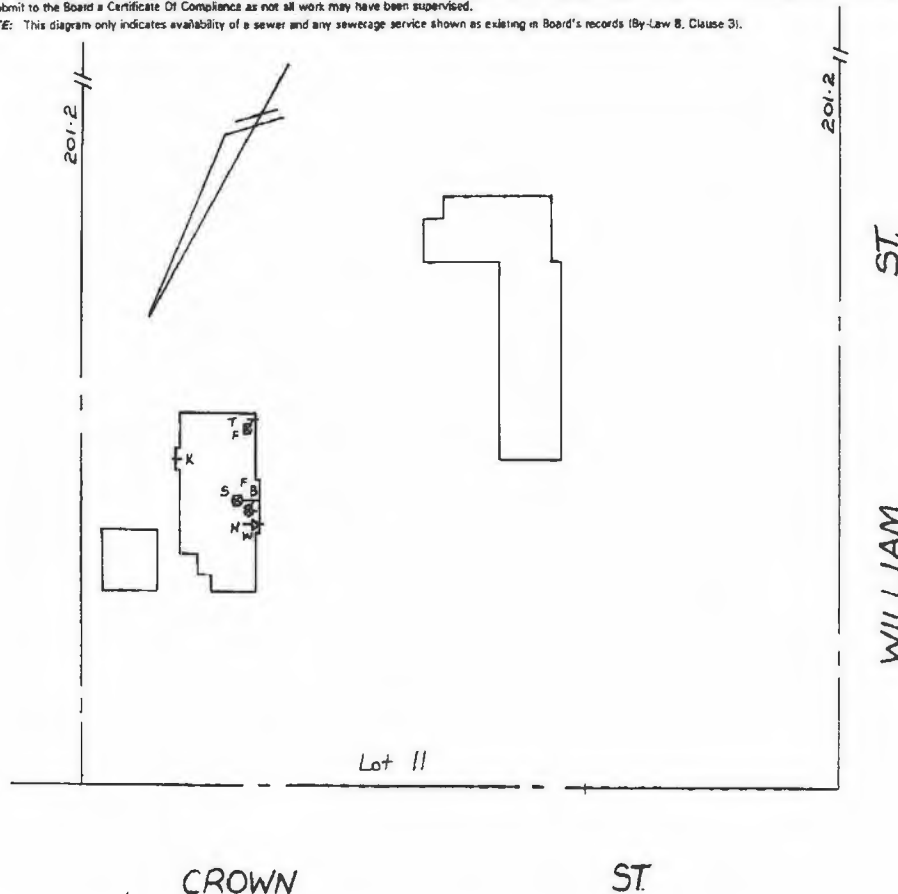 ubmit to the Board a Certificate Of Compliance as not all work may have been supervised.
TE: This diagram only indicates availability of a sewer and any sewerage service shown as existing in Board's records (By-Law 8, Clause 3).
201·2
201·2
ST.
T
F
K
F
S
B
W
WILLIAM
Lot 11
CROWN ST.